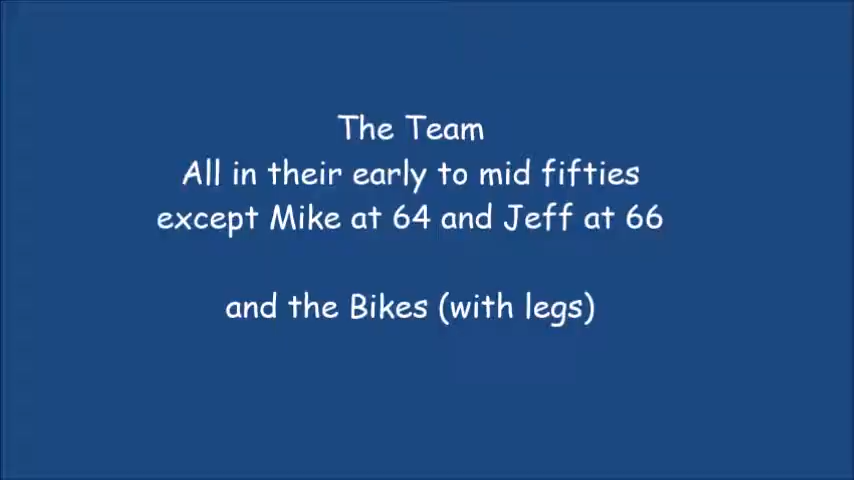 The Team
All in their early to mid fifties
except Mike at 64 and Jeff at 66
and the Bikes (with legs)